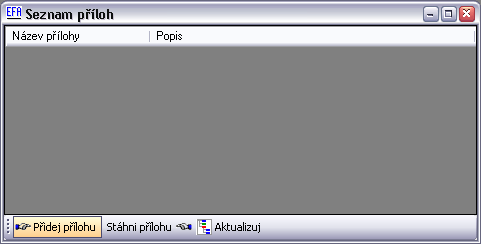 EFA Seznam příloh
Název přílohy Popis
Přidej přílohu Stáhni přílohu Aktualizuj